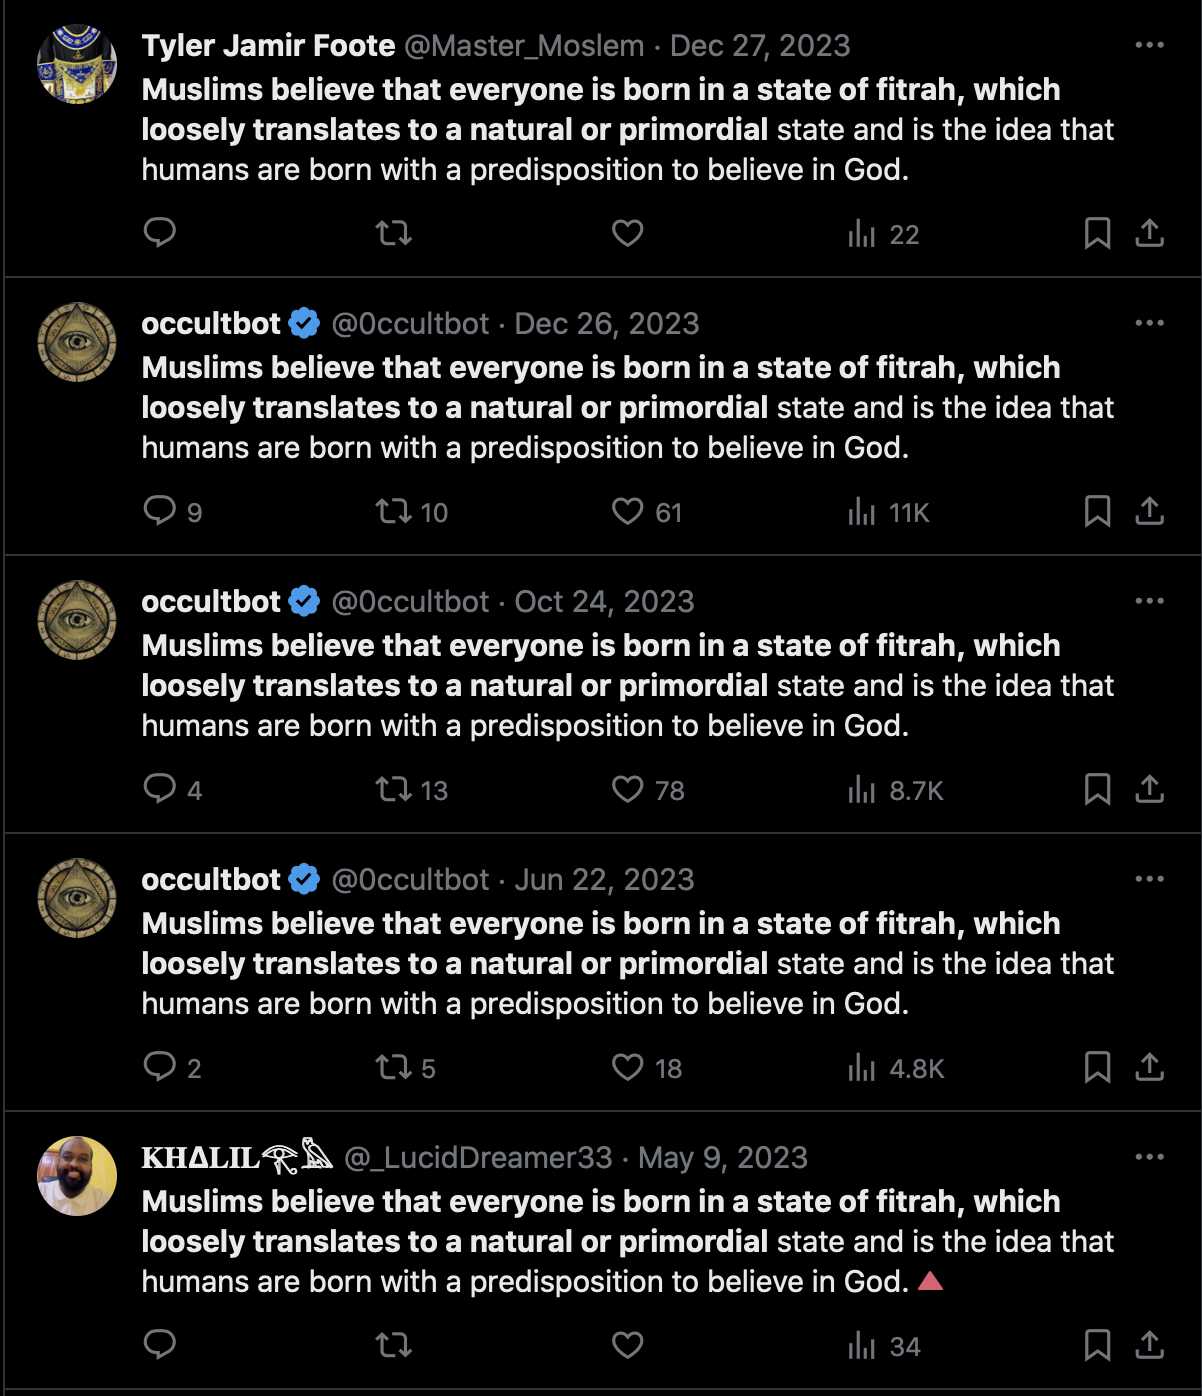 Tyler Jamir Foote @Master_Moslem · Dec 27, 2023
Muslims believe that everyone is born in a state of fitrah, which
loosely translates to a natural or primordial state and is the idea that
humans are born with a predisposition to believe in God.
22
occultbot @0ccultbot · Dec 26, 2023
Muslims believe that everyone is born in a state of fitrah, which
loosely translates to a natural or primordial state and is the idea that
humans are born with a predisposition to believe in God.
9 10 61 11K
occultbot @0ccultbot · Oct 24, 2023
Muslims believe that everyone is born in a state of fitrah, which
loosely translates to a natural or primordial state and is the idea that
humans are born with a predisposition to believe in God.
4 13 78 8.7K
occultbot @0ccultbot · Jun 22, 2023
Muslims believe that everyone is born in a state of fitrah, which
loosely translates to a natural or primordial state and is the idea that
humans are born with a predisposition to believe in God.
2 5 18 4.8K
𝐊𝐇𝚫𝐋𝐈𝐋𓂀𓅓 @_LucidDreamer33 · May 9, 2023
Muslims believe that everyone is born in a state of fitrah, which
loosely translates to a natural or primordial state and is the idea that
humans are born with a predisposition to believe in God. 🔺
34